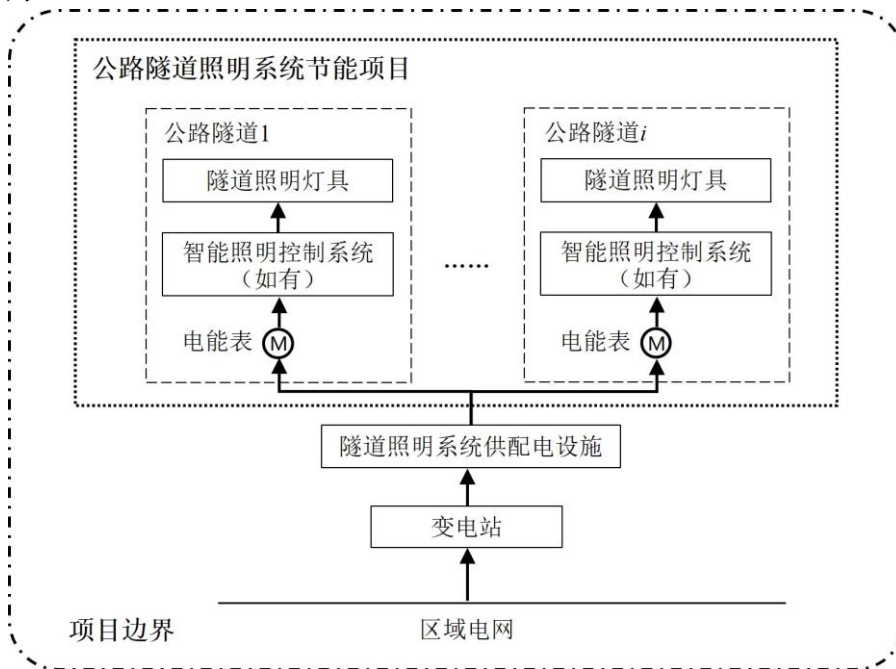 公路隧道照明系统节能项目
公路隧道1
隧道照明灯具
智能照明控制系统
（如有）
电能表 M
……
公路隧道i
隧道照明灯具
智能照明控制系统
（如有）
电能表 M
隧道照明系统供配电设施
变电站
区域电网
项目边界